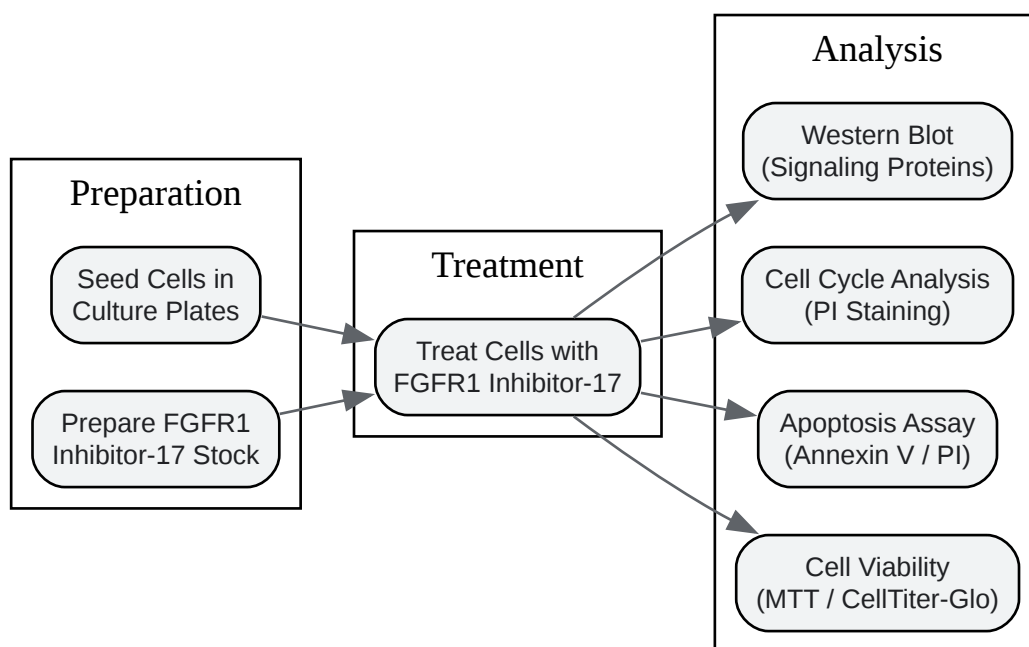 Preparation
Seed Cells in
Culture Plates
Prepare FGFR1
Inhibitor-17 Stock
Treatment
Treat Cells with
FGFR1 Inhibitor-17
Analysis
Western Blot
(Signaling Proteins)
Cell Cycle Analysis
(PI Staining)
Apoptosis Assay
(Annexin V / PI)
Cell Viability
(MTT / CellTiter-Glo)